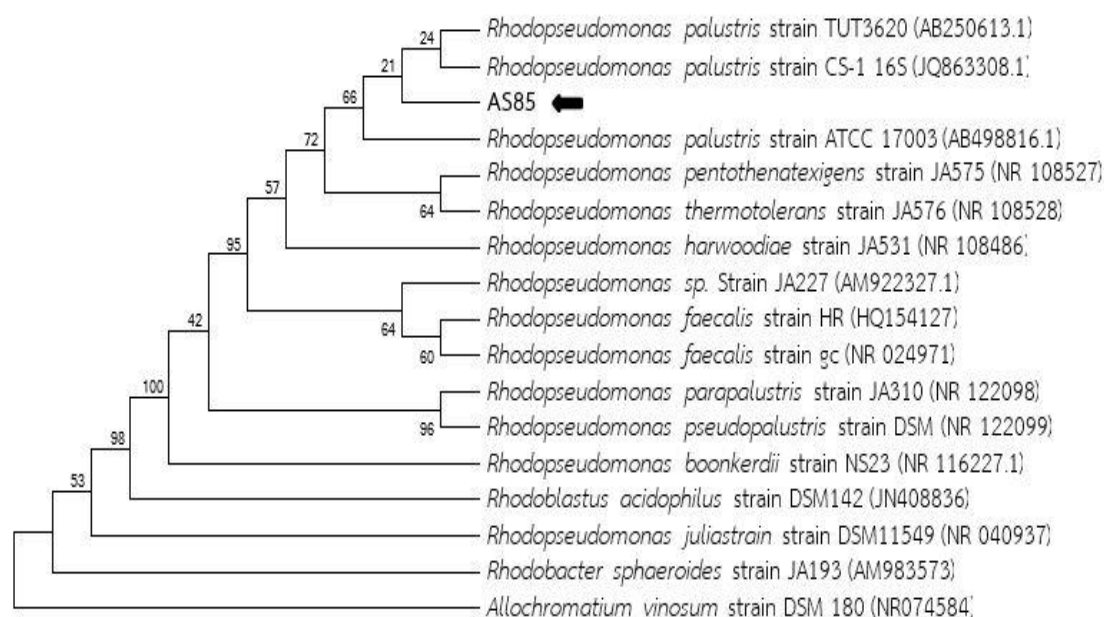 24
Rhodopseudomonas palustris strain TUT3620 (AB250613.1)
21
Rhodopseudomonas palustris strain CS-1 16S (JQ863308.1)
66
AS85
72
Rhodopseudomonas palustris strain ATCC 17003 (AB498816.1)
Rhodopseudomonas pentothenatexigens strain JA575 (NR 108527)
57
64
Rhodopseudomonas thermotolerans strain JA576 (NR 108528)
95
Rhodopseudomonas harwoodiae strain JA531 (NR 108486)
Rhodopseudomonas sp. Strain JA227 (AM922327.1)
42
64
Rhodopseudomonas faecalis strain HR (HQ154127)
60
Rhodopseudomonas faecalis strain gc (NR 024971)
100
Rhodopseudomonas parapalustris strain JA310 (NR 122098)
96
Rhodopseudomonas pseudopalustris strain DSM (NR 122099)
98
Rhodopseudomonas boonkerdii strain NS23 (NR 116227.1)
53
Rhodoblastus acidophilus strain DSM142 (JN408836)
Rhodopseudomonas juliastrain strain DSM11549 (NR 040937)
Rhodobacter sphaeroides strain JA193 (AM983573)
Allochromatium vinosum strain DSM 180 (NR074584)